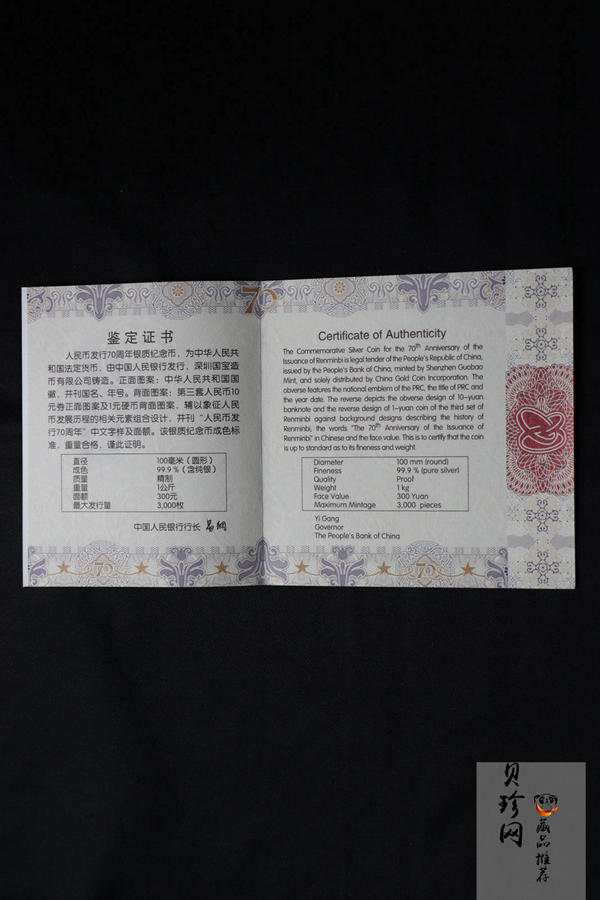 70
鉴定证书
人民币发行70周年银质纪念币，为中华人民共
和国法定货币，由中国人民银行发行，深圳国宝造
币有限公司铸造。正面图案：中华人民共和国国
徽，并刊国名、年号。背面图案：第三套人民币10
元券正面图案及1元硬币背面图案，辅以象征人民
币发展历程的相关元素组合设计，并刊“人民币发
行70周年”中文字样及面额。该银质纪念币成色标
准，重量合格，谨此证明。
直径 100毫米（圆形）
成色 99.9%（含纯银）
质量 精制
重量 1公斤
面额 300元
最大发行量 3,000枚
中国人民银行行长 易纲
70
Certificate of Authenticity
The Commemorative Silver Coin for the 70th Anniversary of the
Issuance of Renminbi is legal tender of the People's Republic of China,
issued by the People's Bank of China, minted by Shenzhen Guobao
Mint, and solely distributed by China Gold Coin Incorporation. The
obverse features the national emblem of the PRC, the title of PRC and
the year date. The reverse depicts the obverse design of 10-yuan
banknote and the reverse design of 1-yuan coin of the third set of
Renminbi against background designs describing the history of
Renminbi, the words "The 70th Anniversary of the Issuance of
Renminbi" in Chinese and the face value. This is to certify that the coin
is up to standard as to its fineness and weight.
Diameter 100 mm (round)
Fineness 99.9 % (pure silver)
Quality Proof
Weight 1 kg
Face Value 300 Yuan
Maximum Mintage 3,000 pieces
Yi Gang
Governor
The People's Bank of China
70
贝珍网
藏品推荐